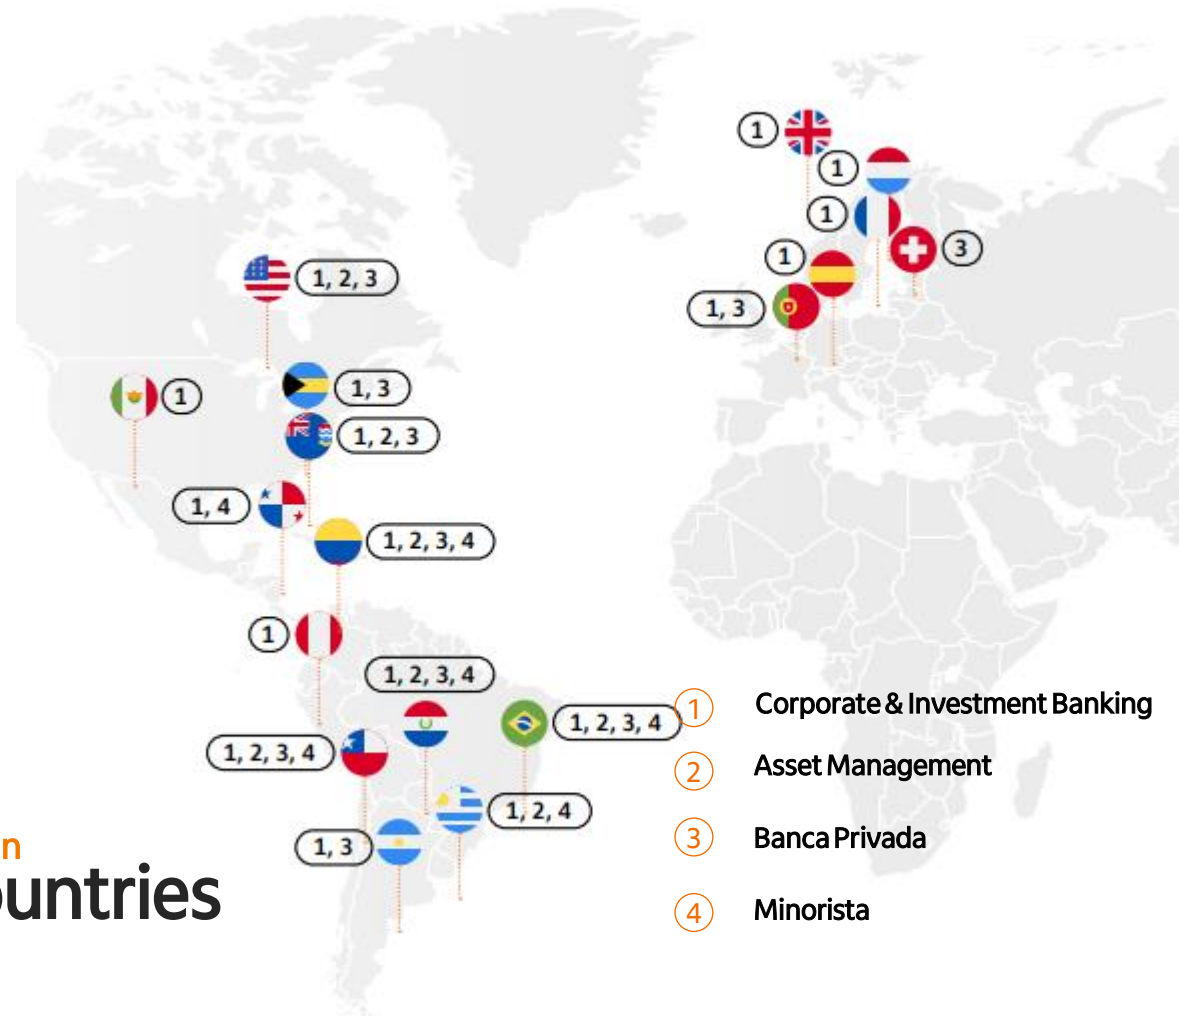 1
1
1
3
1
1, 3
1, 2, 3
1, 3
1
1, 2, 3
1, 4
1, 2, 3, 4
1
1, 2, 3, 4
1, 2, 3, 4
1, 2, 3, 4
1, 2, 4
1, 3
1 Corporate & Investment Banking
2 Asset Management
3 Banca Privada
4 Minorista
n
ountries